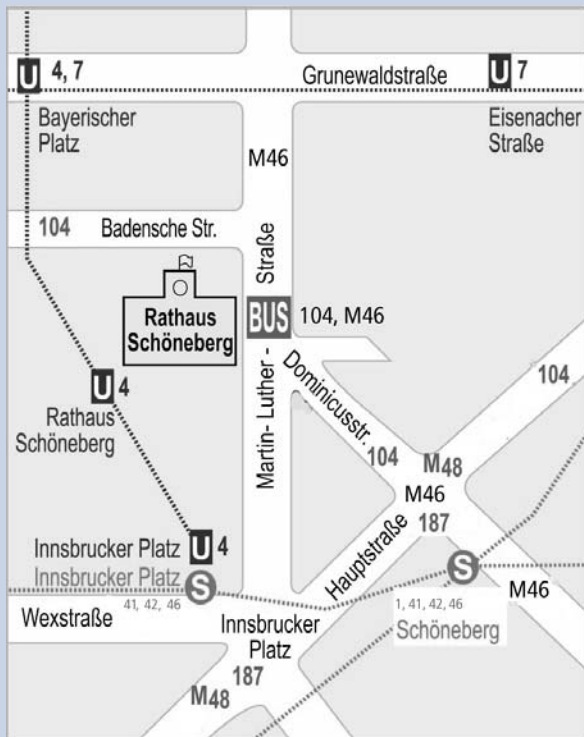 U 4, 7
Grunewaldstraße
U 7
Bayerischer
Platz
Eisenacher
Straße
M46
104
Badensche Str.
Martin- Luther - Straße
Rathaus
Schöneberg
BUS 104, M46
Dominicusstr.
104
104
U 4
Rathaus
Schöneberg
M48
M46
187
Hauptstraße
Innsbrucker Platz U 4
Innsbrucker Platz S
41, 42, 46
S
1, 41, 42, 46
Schöneberg
M46
Wexstraße
Innsbrucker
Platz
187
M48